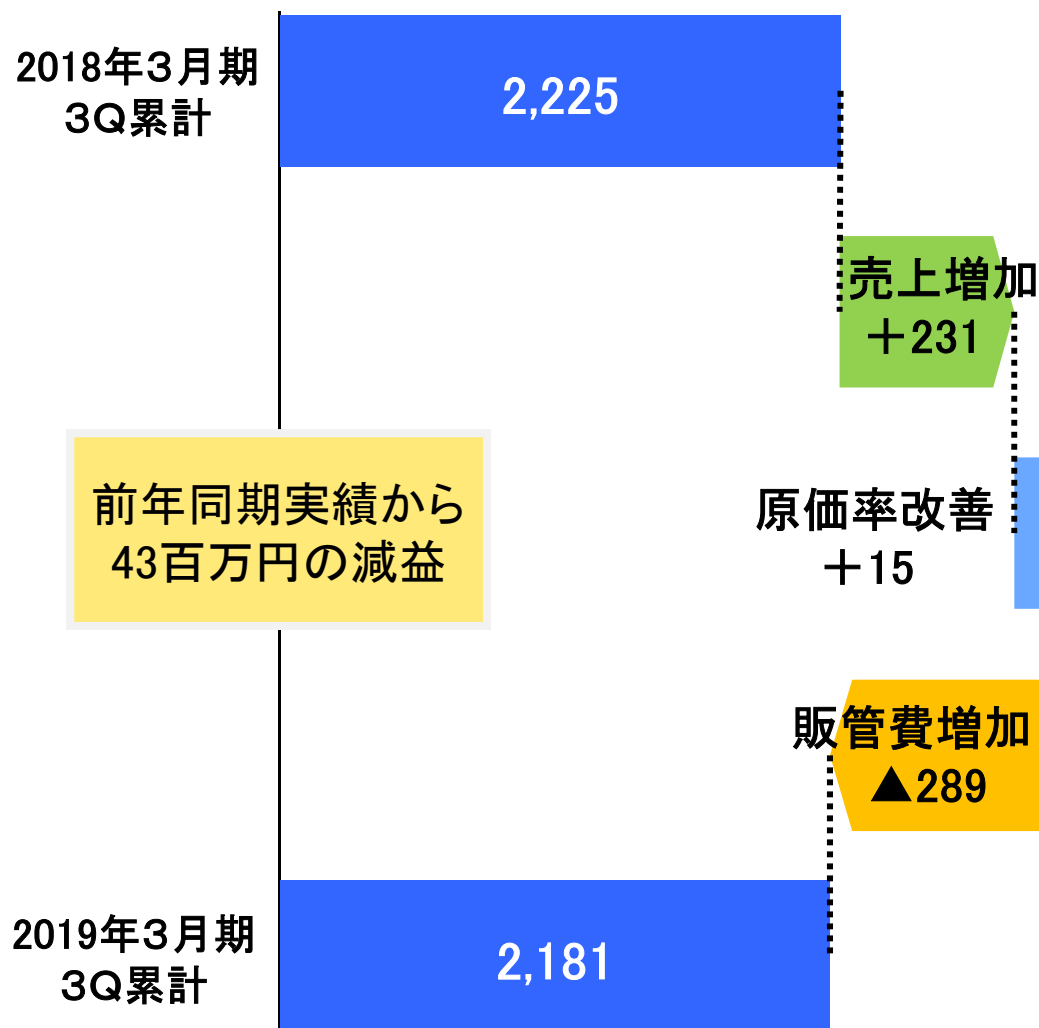 2018年３月期
３Q累計
2,225
売上増加
＋231
前年同期実績から
43百万円の減益
原価率改善
＋15
販管費増加
▲289
2019年３月期
３Q累計
2,181